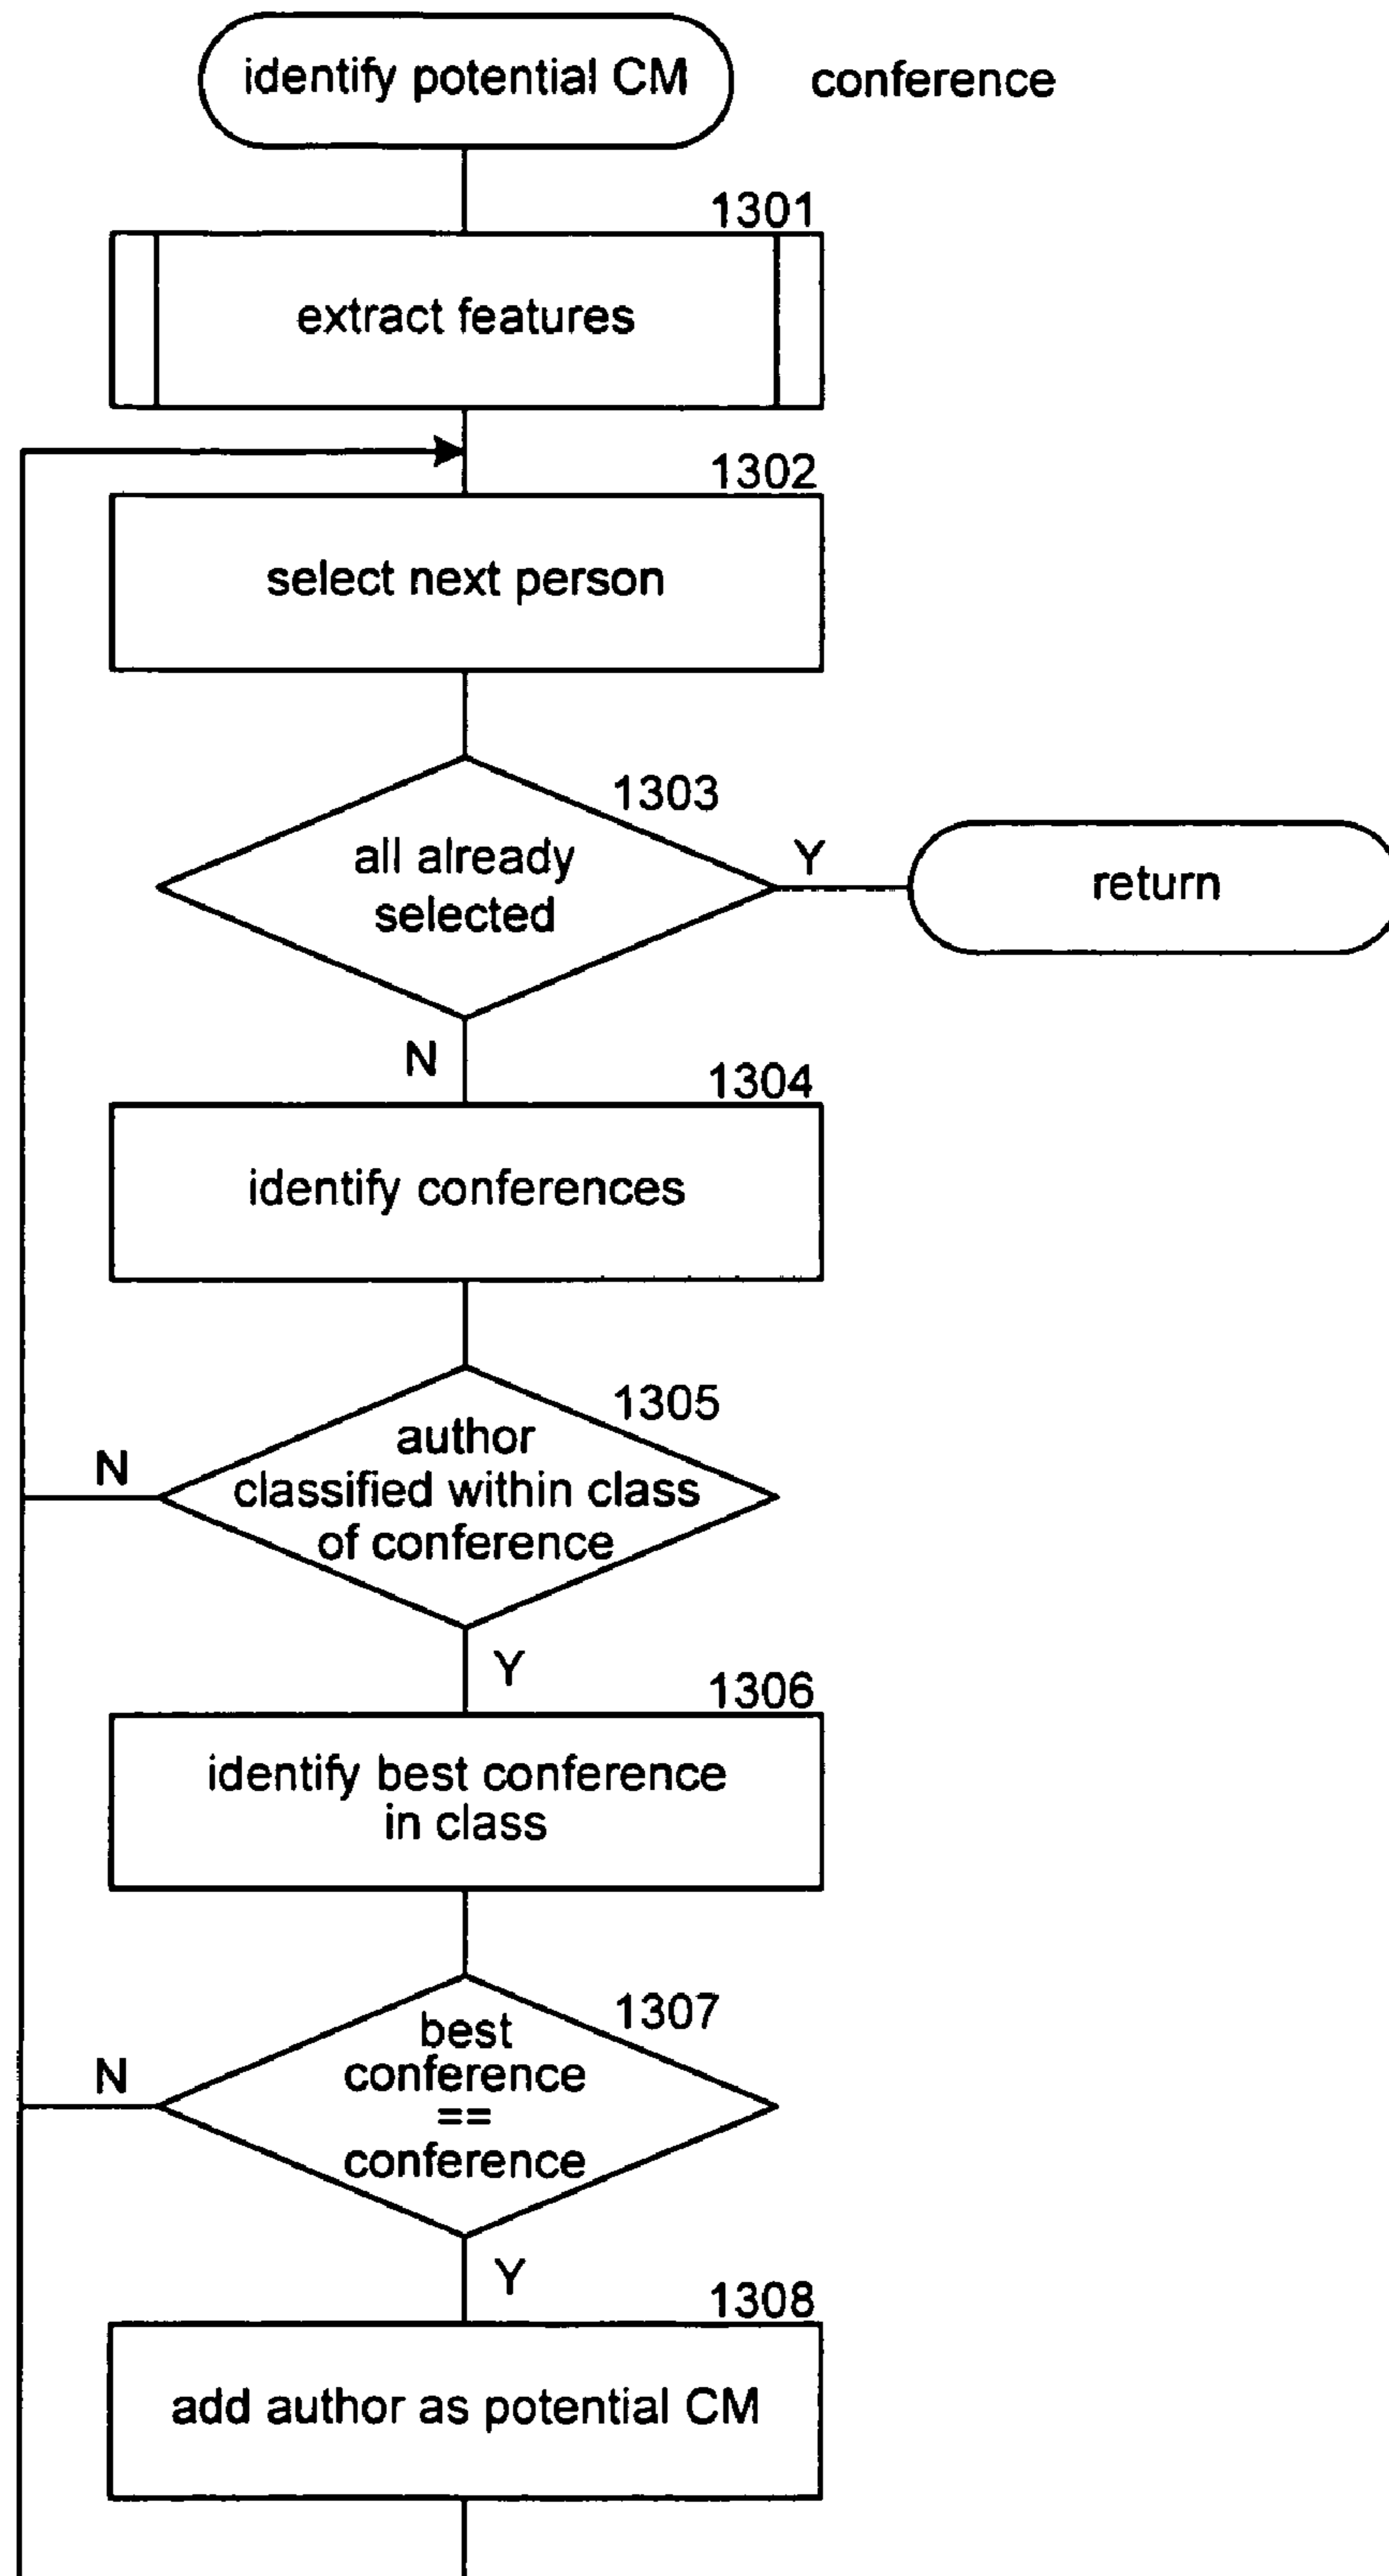 identify potential CM
conference
1301
extract features
1302
select next person
1303
all already
selected
Y
return
N
1304
identify conferences
1305
author
classified within class
of conference
N
Y
1306
identify best conference
in class
1307
best
conference
==
conference
N
Y
1308
add author as potential CM